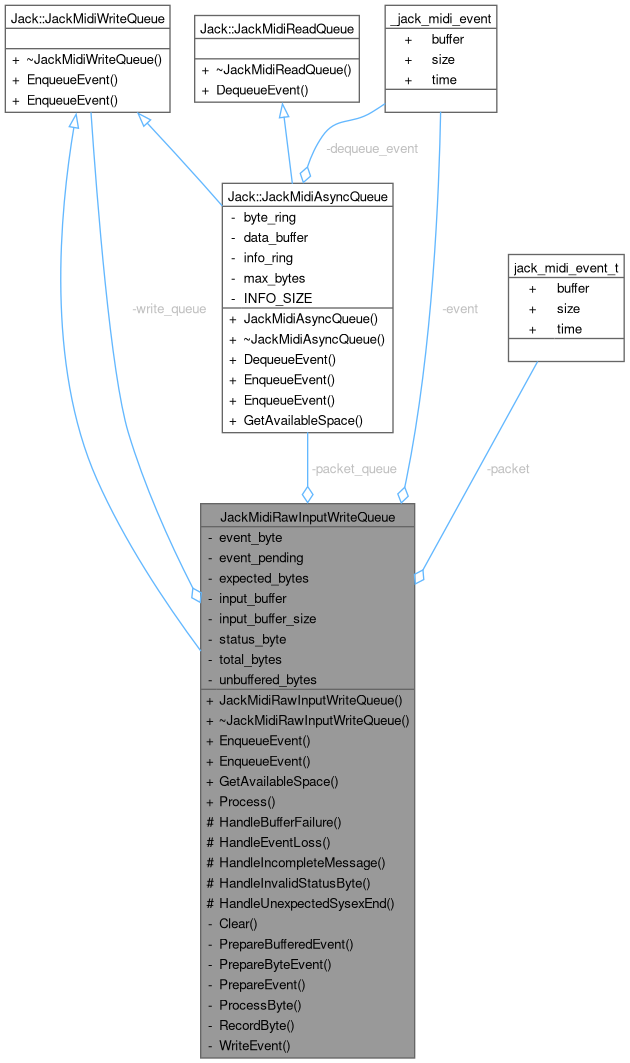 Jack::JackMidiWriteQueue
+ ~JackMidiWriteQueue()
+ EnqueueEvent()
+ EnqueueEvent()
Jack::JackMidiReadQueue
+ ~JackMidiReadQueue()
+ DequeueEvent()
_jack_midi_event
+ buffer
+ size
+ time
-dequeue_event
Jack::JackMidiAsyncQueue
- byte_ring
- data_buffer
- info_ring
- max_bytes
- INFO_SIZE
+ JackMidiAsyncQueue()
+ ~JackMidiAsyncQueue()
+ DequeueEvent()
+ EnqueueEvent()
+ EnqueueEvent()
+ GetAvailableSpace()
jack_midi_event_t
+ buffer
+ size
+ time
-write_queue
-event
-packet_queue
-packet
JackMidiRawInputWriteQueue
- event_byte
- event_pending
- expected_bytes
- input_buffer
- input_buffer_size
- status_byte
- total_bytes
- unbuffered_bytes
+ JackMidiRawInputWriteQueue()
+ ~JackMidiRawInputWriteQueue()
+ EnqueueEvent()
+ EnqueueEvent()
+ GetAvailableSpace()
+ Process()
# HandleBufferFailure()
# HandleEventLoss()
# HandleIncompleteMessage()
# HandleInvalidStatusByte()
# HandleUnexpectedSysexEnd()
- Clear()
- PrepareBufferedEvent()
- PrepareByteEvent()
- PrepareEvent()
- ProcessByte()
- RecordByte()
- WriteEvent()